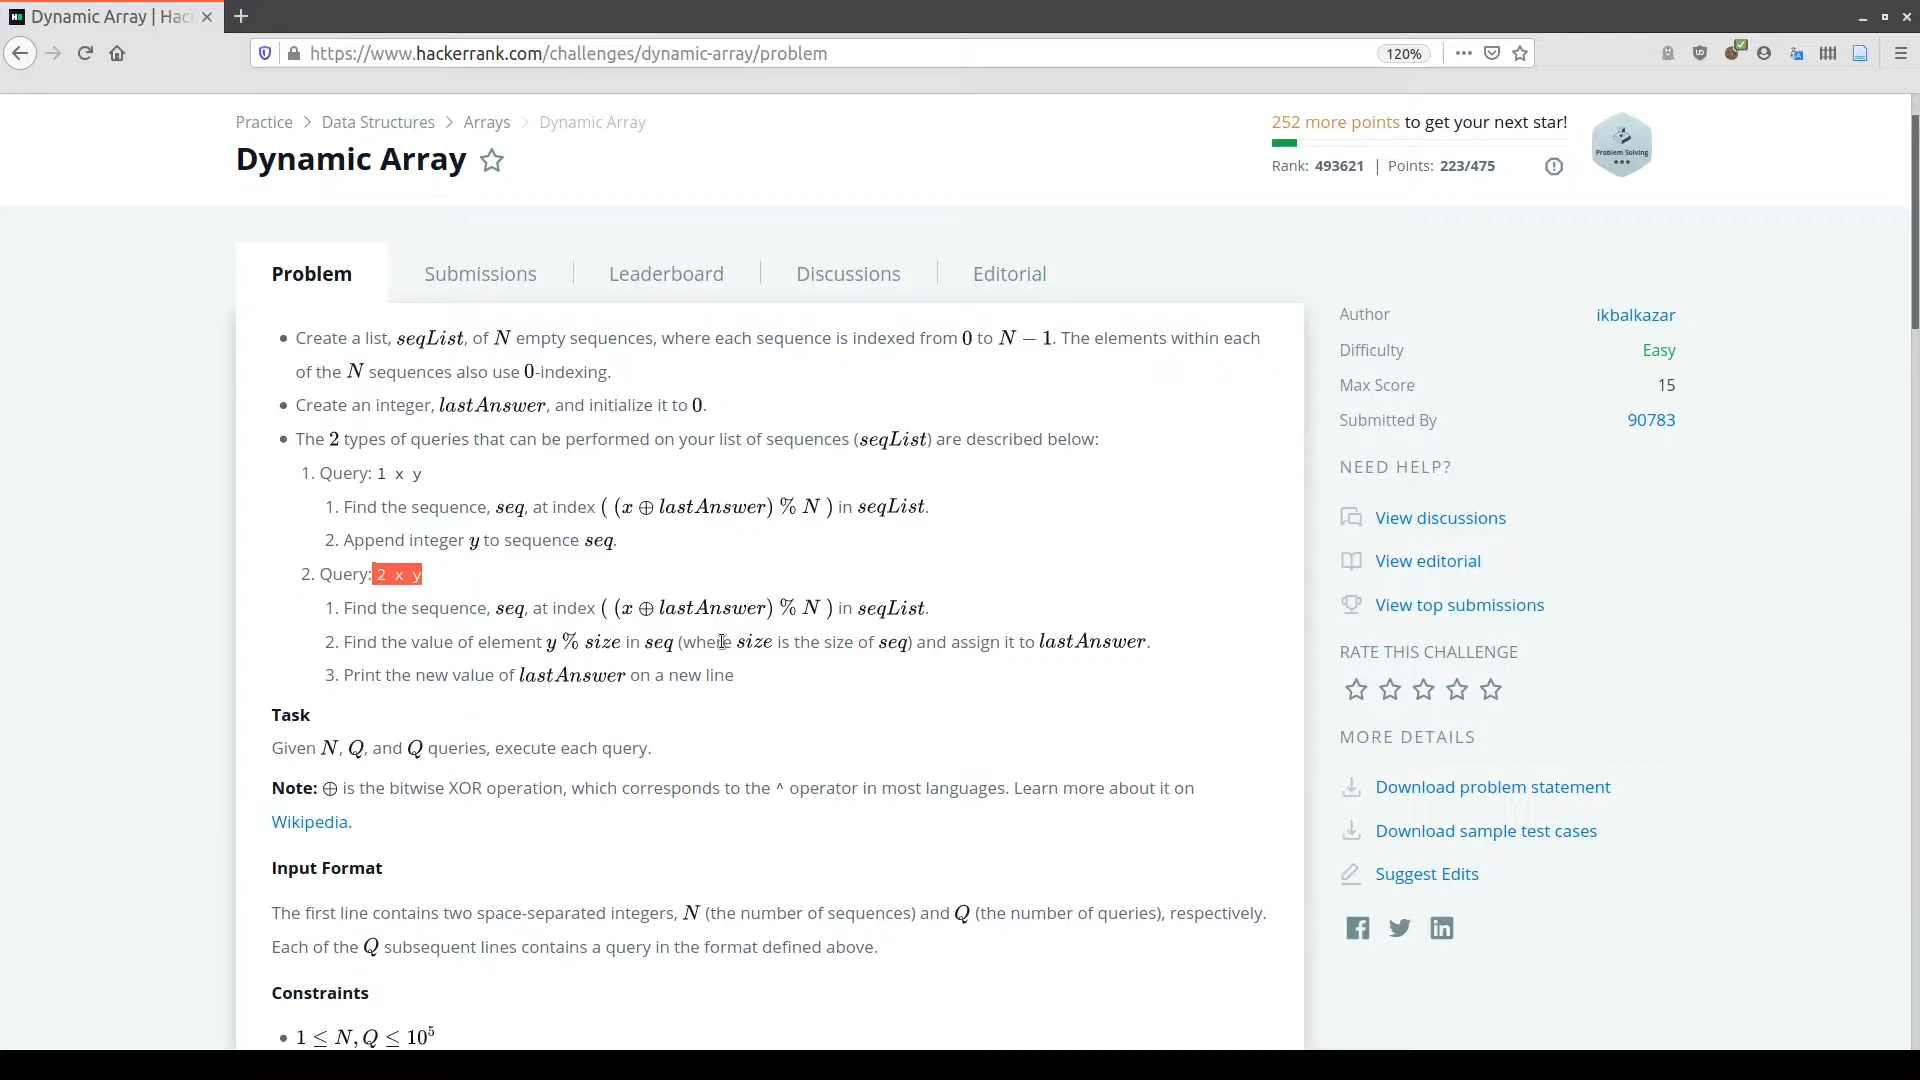 Dynamic Array | Hac
https://www.hackerrank.com/challenges/dynamic-array/problem
120%
Practice > Data Structures > Arrays > Dynamic Array
Dynamic Array
252 more points to get your next star!
Rank: 493621 | Points: 223/475
Problem Solving
Problem
Submissions
Leaderboard
Discussions
Editorial
• Create a list, seqList, of N empty sequences, where each sequence is indexed from 0 to N − 1. The elements within each
of the N sequences also use 0-indexing.
• Create an integer, lastAnswer, and initialize it to 0.
• The 2 types of queries that can be performed on your list of sequences (seqList) are described below:
1. Query: 1 x y
1. Find the sequence, seq, at index ( (x ⊕ lastAnswer) % N ) in seqList.
2. Append integer y to sequence seq.
2. Query: 2 x y
1. Find the sequence, seq, at index ( (x ⊕ lastAnswer) % N ) in seqList.
2. Find the value of element y % size in seq (where size is the size of seq) and assign it to lastAnswer.
3. Print the new value of lastAnswer on a new line
Task
Given N, Q, and Q queries, execute each query.
Note: ⊕ is the bitwise XOR operation, which corresponds to the ^ operator in most languages. Learn more about it on
Wikipedia.
Input Format
The first line contains two space-separated integers, N (the number of sequences) and Q (the number of queries), respectively.
Each of the Q subsequent lines contains a query in the format defined above.
Constraints
• 1 ≤ N, Q ≤ 10⁵
Author ikbalkazar
Difficulty Easy
Max Score 15
Submitted By 90783
NEED HELP?
View discussions
View editorial
View top submissions
RATE THIS CHALLENGE
MORE DETAILS
Download problem statement
Download sample test cases
Suggest Edits